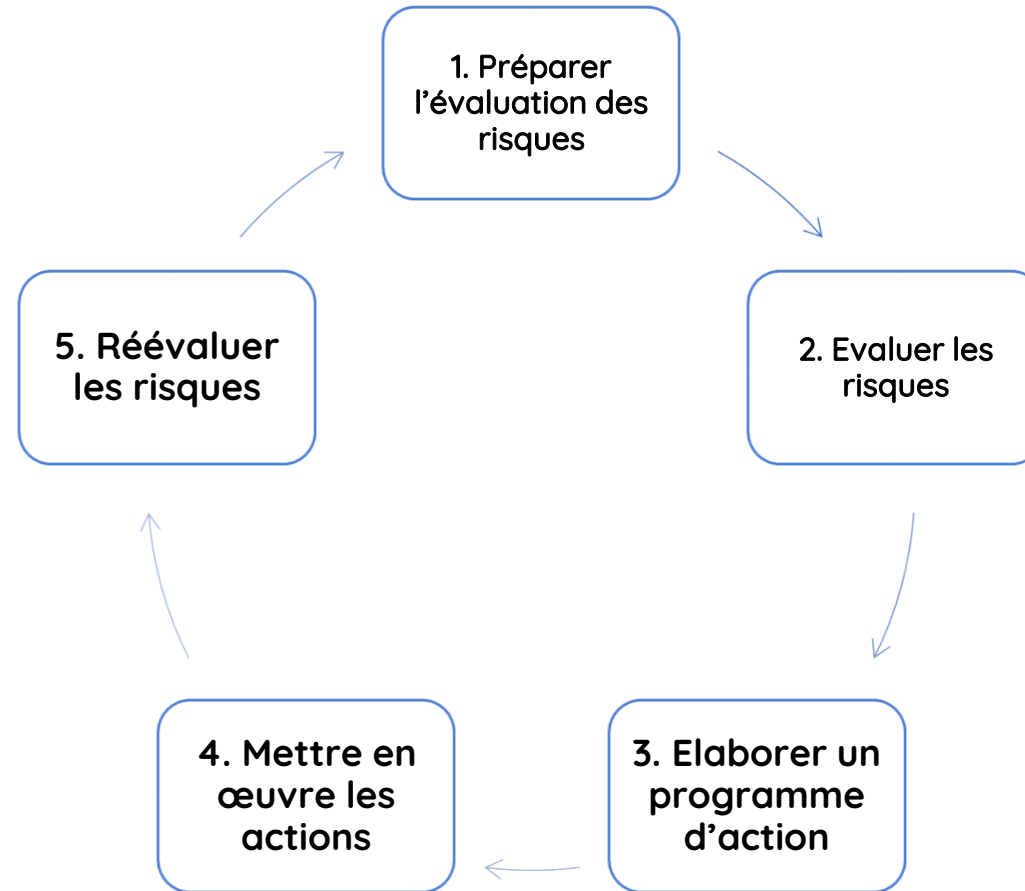 1. Préparer
l’évaluation des
risques
2. Evaluer les
risques
3. Elaborer un
programme
d’action
4. Mettre en
œuvre les
actions
5. Réévaluer
les risques